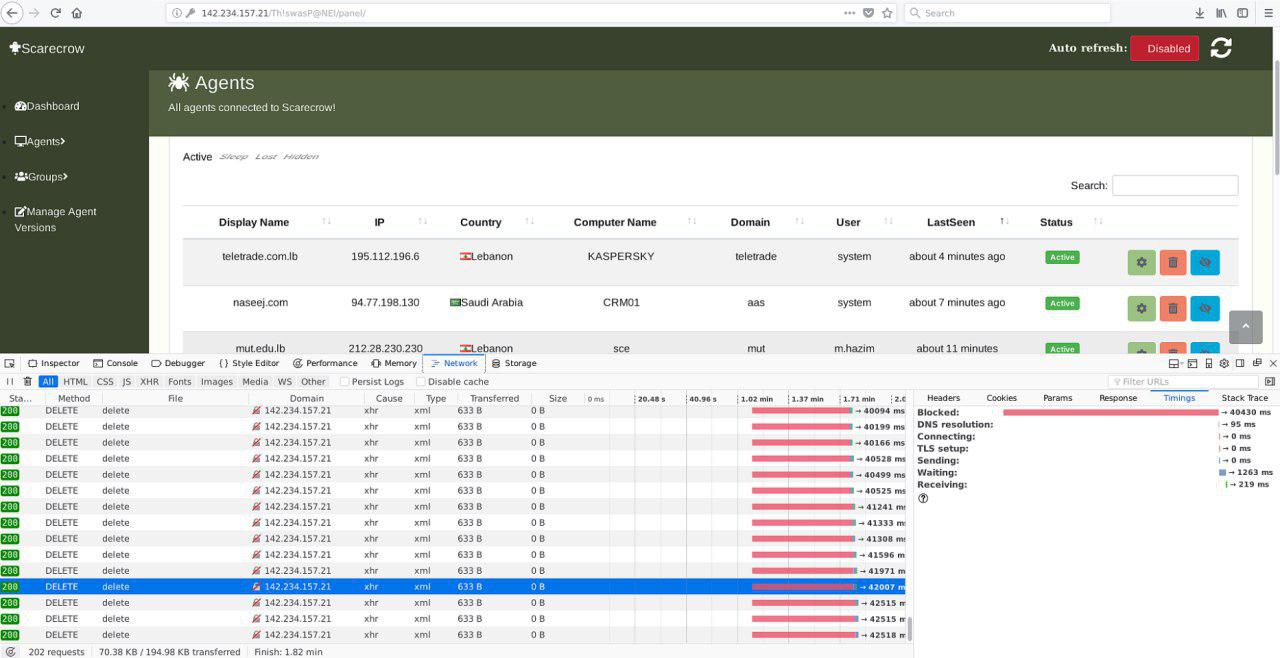 142.234.157.21/Th!swasP@NEl/panel/
Search
Scarecrow
Auto refresh: Disabled
Agents
All agents connected to Scarecrow!
Dashboard
Agents
Groups
Manage Agent
Versions
Active Sleep Lost Hidden
Search:
Display Name IP Country Computer Name Domain User LastSeen Status
teletrade.com.lb 195.112.196.6 Lebanon KASPERSKY teletrade system about 4 minutes ago Active
naseej.com 94.77.198.130 Saudi Arabia CRM01 aas system about 7 minutes ago Active
mut.edu.lb 212.28.230.230 Lebanon sce mut m.hazim about 11 minutes Active
Inspector Console Debugger Style Editor Performance Memory Network Storage
All HTML CSS JS XHR Fonts Images Media WS Other Persist Logs Disable cache Filter URLs
Sta... Method File Domain Cause Type Transferred Size 0 ms 20.48 s 40.96 s 1.02 min 1.37 min 1.71 min 2.0
200 DELETE delete 142.234.157.21 xhr xml 633 B 0 B → 40094 ms
200 DELETE delete 142.234.157.21 xhr xml 633 B 0 B → 40199 ms
200 DELETE delete 142.234.157.21 xhr xml 633 B 0 B → 40166 ms
200 DELETE delete 142.234.157.21 xhr xml 633 B 0 B → 40528 ms
200 DELETE delete 142.234.157.21 xhr xml 633 B 0 B → 40499 ms
200 DELETE delete 142.234.157.21 xhr xml 633 B 0 B → 40525 ms
200 DELETE delete 142.234.157.21 xhr xml 633 B 0 B → 41241 ms
200 DELETE delete 142.234.157.21 xhr xml 633 B 0 B → 41333 ms
200 DELETE delete 142.234.157.21 xhr xml 633 B 0 B → 41308 ms
200 DELETE delete 142.234.157.21 xhr xml 633 B 0 B → 41596 m
200 DELETE delete 142.234.157.21 xhr xml 633 B 0 B → 41971 m
200 DELETE delete 142.234.157.21 xhr xml 633 B 0 B → 42007 m
200 DELETE delete 142.234.157.21 xhr xml 633 B 0 B → 42515 m
200 DELETE delete 142.234.157.21 xhr xml 633 B 0 B → 42515 m
200 DELETE delete 142.234.157.21 xhr xml 633 B 0 B → 42518 m
202 requests 70.38 KB / 194.98 KB transferred Finish: 1.82 min
Headers Cookies Params Response Timings Stack Trace
Blocked: → 40430 ms
DNS resolution: → 95 ms
Connecting: → 0 ms
TLS setup: → 0 ms
Sending: → 0 ms
Waiting: → 1263 ms
Receiving: → 219 ms